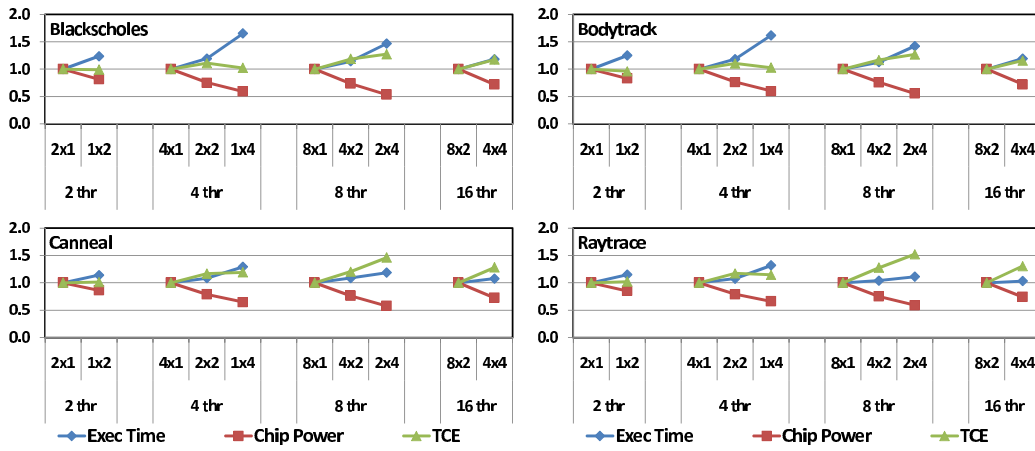 Blackscholes
2.0
1.5
1.0
0.5
0.0
2x1 1x2 4x1 2x2 1x4 8x1 4x2 2x4 8x2 4x4
2 thr 4 thr 8 thr 16 thr
Bodytrack
2.0
1.5
1.0
0.5
0.0
2x1 1x2 4x1 2x2 1x4 8x1 4x2 2x4 8x2 4x4
2 thr 4 thr 8 thr 16 thr
Canneal
2.0
1.5
1.0
0.5
0.0
2x1 1x2 4x1 2x2 1x4 8x1 4x2 2x4 8x2 4x4
2 thr 4 thr 8 thr 16 thr
Raytrace
2.0
1.5
1.0
0.5
0.0
2x1 1x2 4x1 2x2 1x4 8x1 4x2 2x4 8x2 4x4
2 thr 4 thr 8 thr 16 thr
Exec Time Chip Power TCE